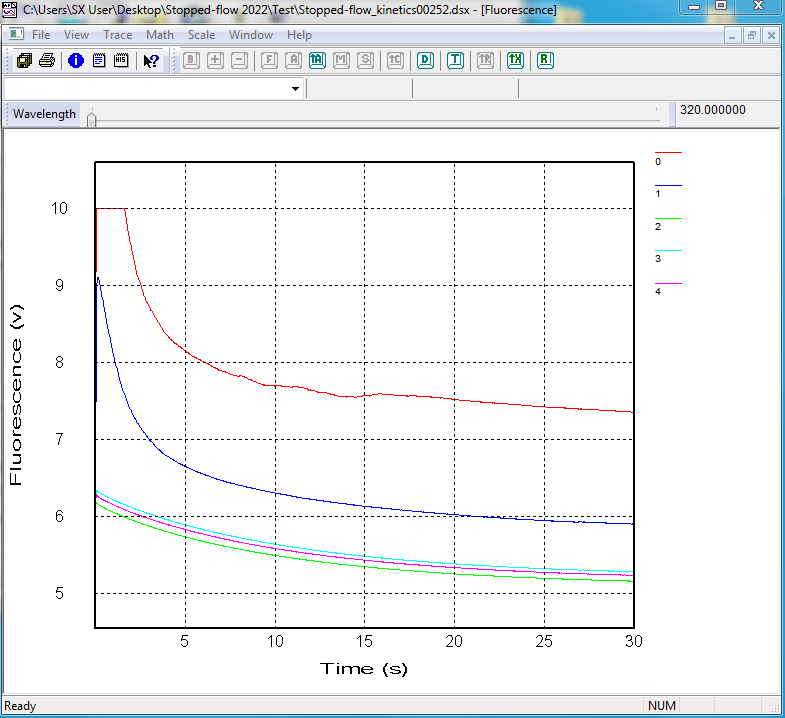 C:\Users\SX User\Desktop\Stopped-flow 2022\Test\Stopped-flow_kinetics00252.dsx - [Fluorescence]
File View Trace Math Scale Window Help
B + − F A ↑A M S ↑C D T ↑R ↑X R
Wavelength 320.000000
0
1
2
3
4
10
9
8
7
6
5
Fluorescence (v)
5 10 15 20 25 30
Time (s)
Ready NUM